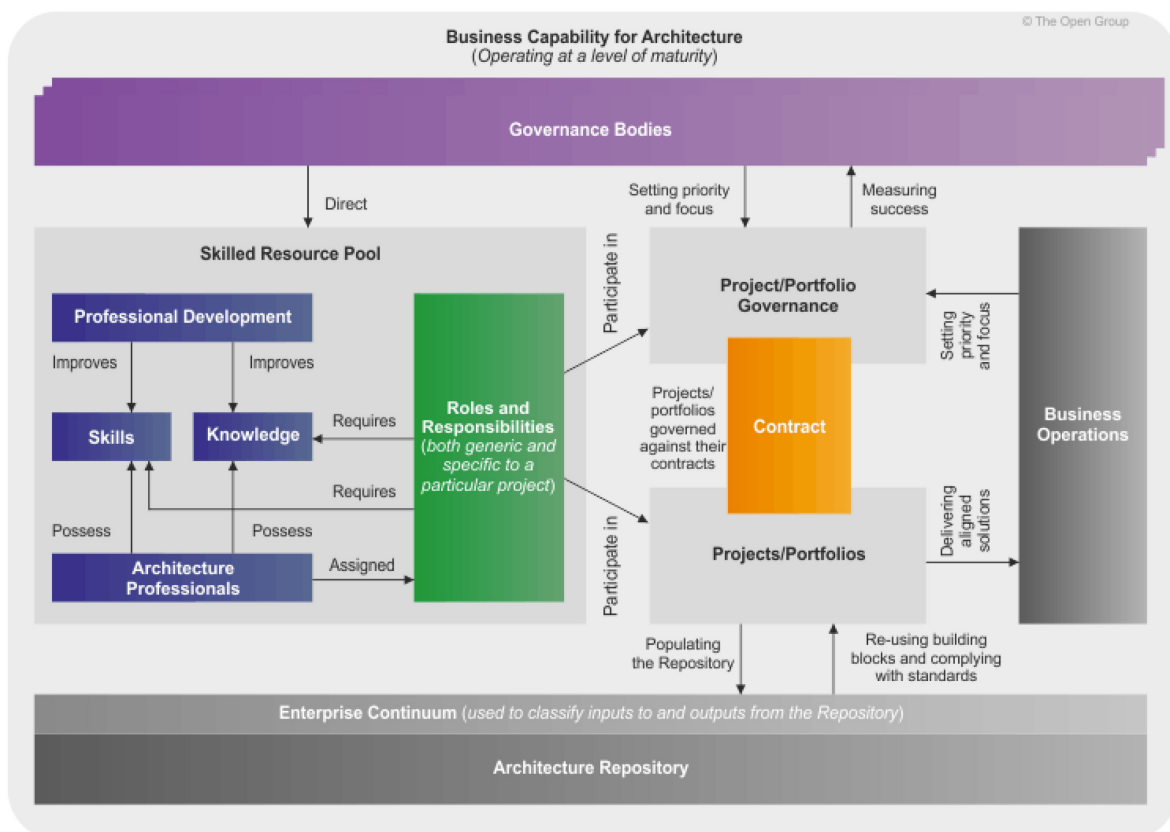 © The Open Group
Business Capability for Architecture
(Operating at a level of maturity)
Governance Bodies
Direct
Setting priority
and focus
Measuring
success
Skilled Resource Pool
Professional Development
Improves
Improves
Skills
Knowledge
Requires
Requires
Possess
Possess
Architecture
Professionals
Assigned
Roles and
Responsibilities
(both generic and
specific to a
particular project)
Participate in
Participate in
Project/Portfolio
Governance
Projects/
portfolios
governed
against their
contracts
Contract
Projects/Portfolios
Setting
priority
and focus
Delivering
aligned
solutions
Business
Operations
Populating
the Repository
Re-using building
blocks and complying
with standards
Enterprise Continuum (used to classify inputs to and outputs from the Repository)
Architecture Repository